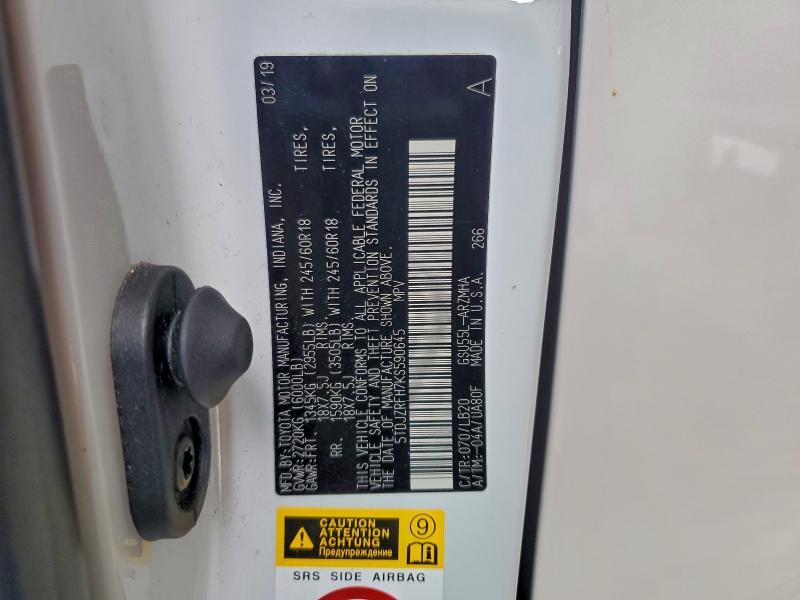 MFD.BY:TOYOTA MOTOR MANUFACTURING, INDIANA, INC. 03/19
GVWR:2720KG(6000LB)
GAWR:FRT. 1345KG (2955LB) WITH 245/60R18 TIRES,
18X7.5J RIMS,
RR. 1590KG (3505LB) WITH 245/60R18 TIRES,
18X7.5J RIMS
THIS VEHICLE CONFORMS TO ALL APPLICABLE FEDERAL MOTOR
VEHICLE SAFETY AND THEFT PREVENTION STANDARDS IN EFFECT ON
THE DATE OF MANUFACTURE SHOWN ABOVE.
5TDJZRFH7KS590645 MPV A
C/TR:070/LB20 GSU55L-ARZMHA 266
A/TM:-04A/UA80F MADE IN U.S.A.
CAUTION
ATTENTION
ACHTUNG
Предупреждение
9
SRS SIDE AIRBAG